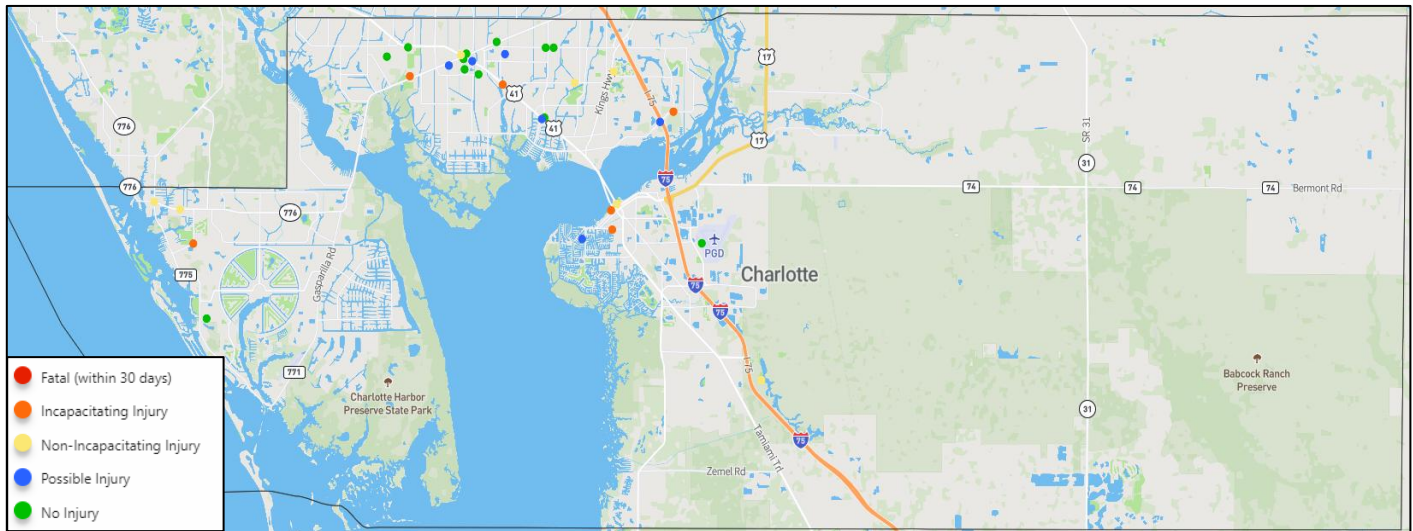 17
I-75
Kings Hwy
41
41
776
17
SR 31
31
776
75
74
74
74
Bermont Rd
776
PGD
Gasparilla Rd
775
Charlotte
75
75
I-75
Fatal (within 30 days)
771
Babcock Ranch
Preserve
Charlotte Harbor
Preserve State Park
Incapacitating Injury
31
Non-Incapacitating Injury
Tamiami Trl
75
Zemel Rd
Possible Injury
No Injury